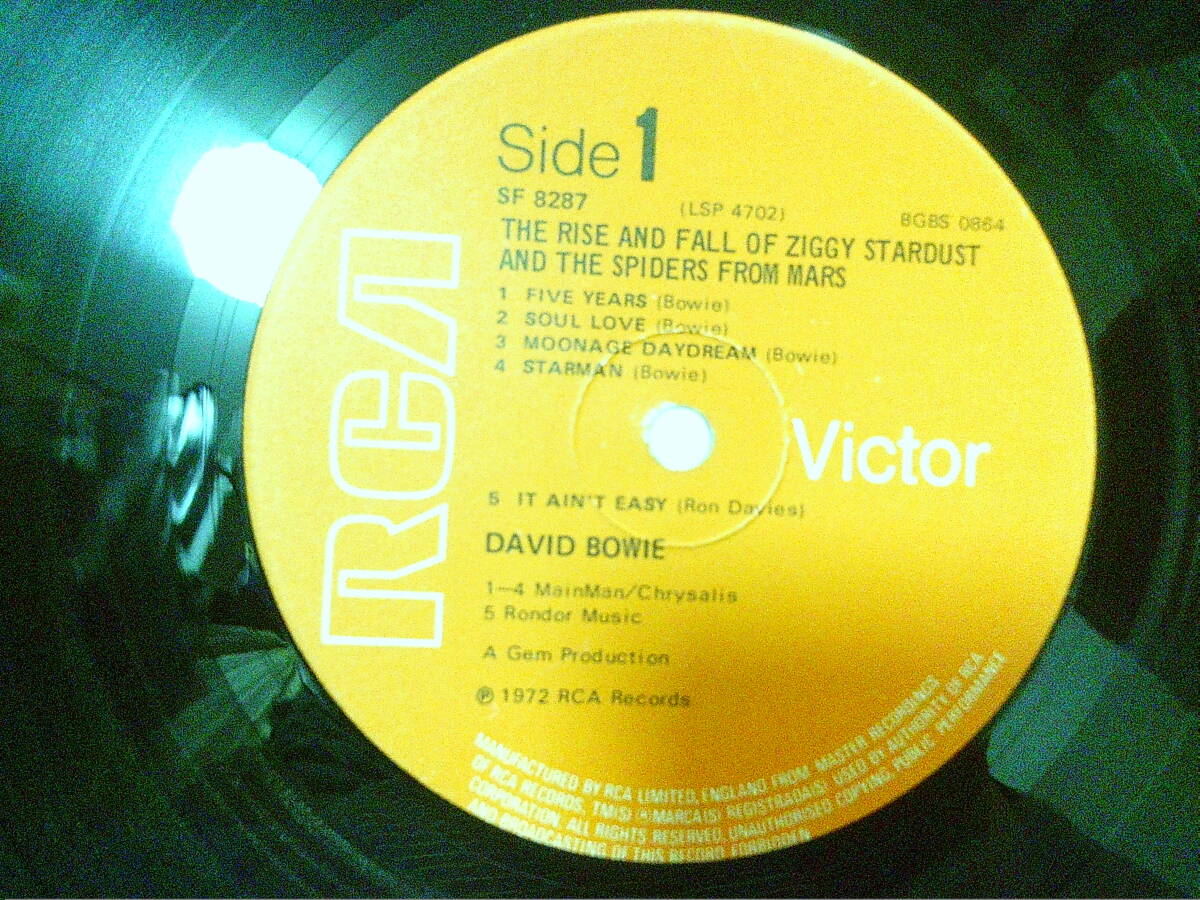 Side 1
SF 8287 (LSP 4702) BGBS 0864
THE RISE AND FALL OF ZIGGY STARDUST
AND THE SPIDERS FROM MARS
1 FIVE YEARS (Bowie)
2 SOUL LOVE (Bowie)
3 MOONAGE DAYDREAM (Bowie)
4 STARMAN (Bowie)
RCA
Victor
5 IT AIN'T EASY (Ron Davies)
DAVID BOWIE
1–4 MainMan/Chrysalis
5 Rondor Music
A Gem Production
℗ 1972 RCA Records
MANUFACTURED BY RCA LIMITED, ENGLAND, FROM MASTER RECORDINGS
OF RCA RECORDS. TM(S) ® MARCA(S) REGISTRADA(S) USED BY AUTHORITY OF RCA
CORPORATION. ALL RIGHTS RESERVED. UNAUTHORISED COPYING, PUBLIC PERFORMANCE
AND BROADCASTING OF THIS RECORD FORBIDDEN